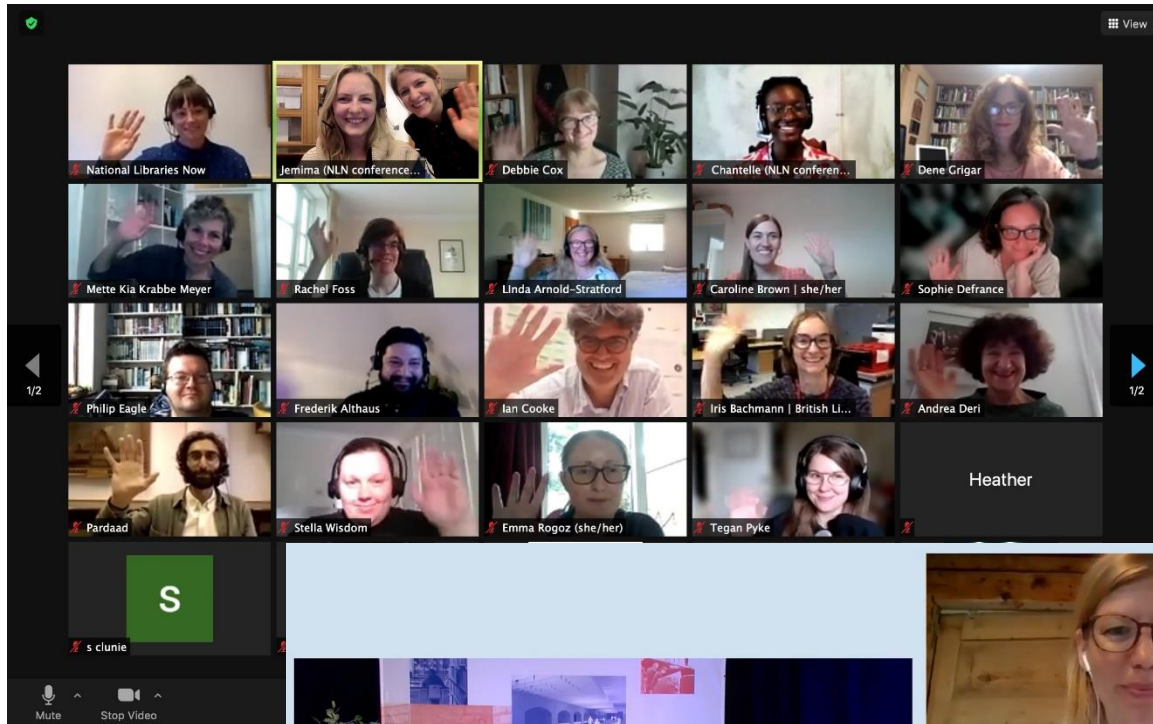 View
National Libraries Now
Jemima (NLN conference...
Debbie Cox
Chantelle (NLN conferen...
Dene Grigar
Mette Kia Krabbe Meyer
Rachel Foss
LInda Arnold-Stratford
Caroline Brown | she/her
Sophie Defrance
1/2
1/2
Philip Eagle
Frederik Althaus
Ian Cooke
Iris Bachmann | British Li...
Andrea Deri
Pardaad
Stella Wisdom
Emma Rogoz (she/her)
Tegan Pyke
Heather
S
s clunie
Mute
Stop Video